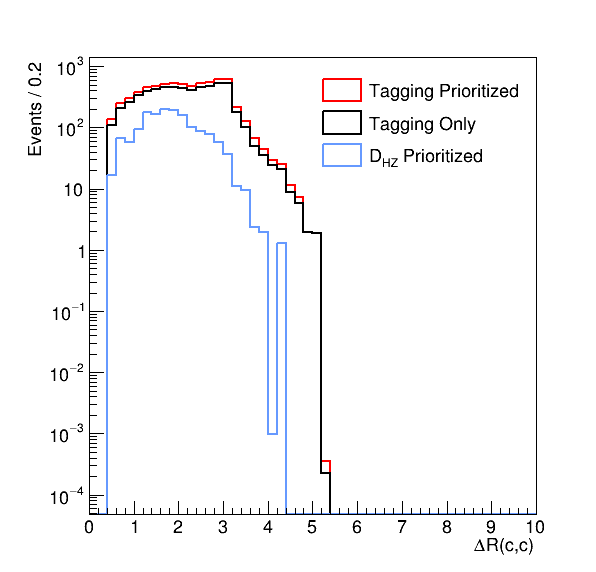 Events / 0.2
10³
10²
10
1
10⁻¹
10⁻²
10⁻³
10⁻⁴
Tagging Prioritized
Tagging Only
D_HZ Prioritized
0 1 2 3 4 5 6 7 8 9 10
ΔR(c,c)